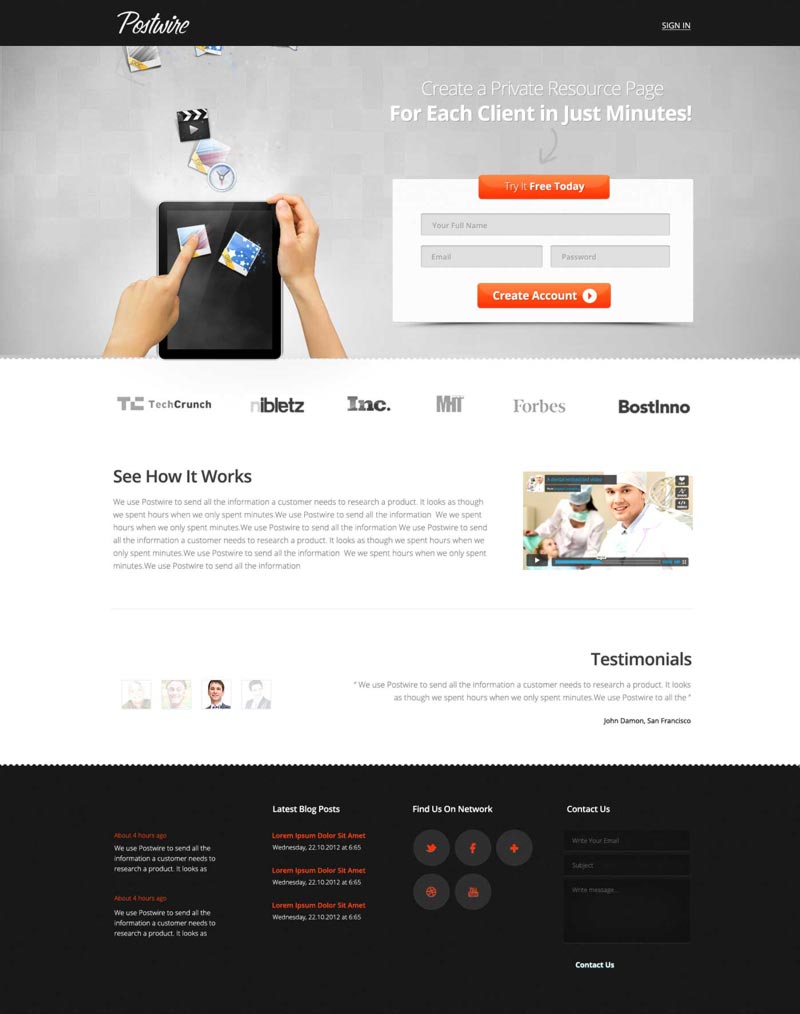 Postwire
SIGN IN
Create a Private Resource Page
For Each Client in Just Minutes!
Try It Free Today
Your Full Name
Email
Password
Create Account
TC TechCrunch
nibletz
Inc.
MHT
Forbes
BostInno
See How It Works
We use Postwire to send all the information a customer needs to research a product. It looks as though
we spent hours when we only spent minutes.We use Postwire to send all the information We we spent
hours when we only spent minutes.We use Postwire to send all the information We use Postwire to send
all the information a customer needs to research a product. It looks as though we spent hours when we
only spent minutes.We use Postwire to send all the information We we spent hours when we only spent
minutes.We use Postwire to send all the information
Testimonials
“ We use Postwire to send all the information a customer needs to research a product. It looks
as though we spent hours when we only spent minutes.We use Postwire to all the ”
John Damon, San Francisco
About 4 hours ago
We use Postwire to send all the
information a customer needs to
research a product. It looks as
About 4 hours ago
We use Postwire to send all the
information a customer needs to
research a product. It looks as
Latest Blog Posts
Lorem Ipsum Dolor Sit Amet
Wednesday, 22.10.2012 at 6:65
Lorem Ipsum Dolor Sit Amet
Wednesday, 22.10.2012 at 6:65
Lorem Ipsum Dolor Sit Amet
Wednesday, 22.10.2012 at 6:65
Find Us On Network
You
Contact Us
Write Your Email
Subject
Write message...
Contact Us